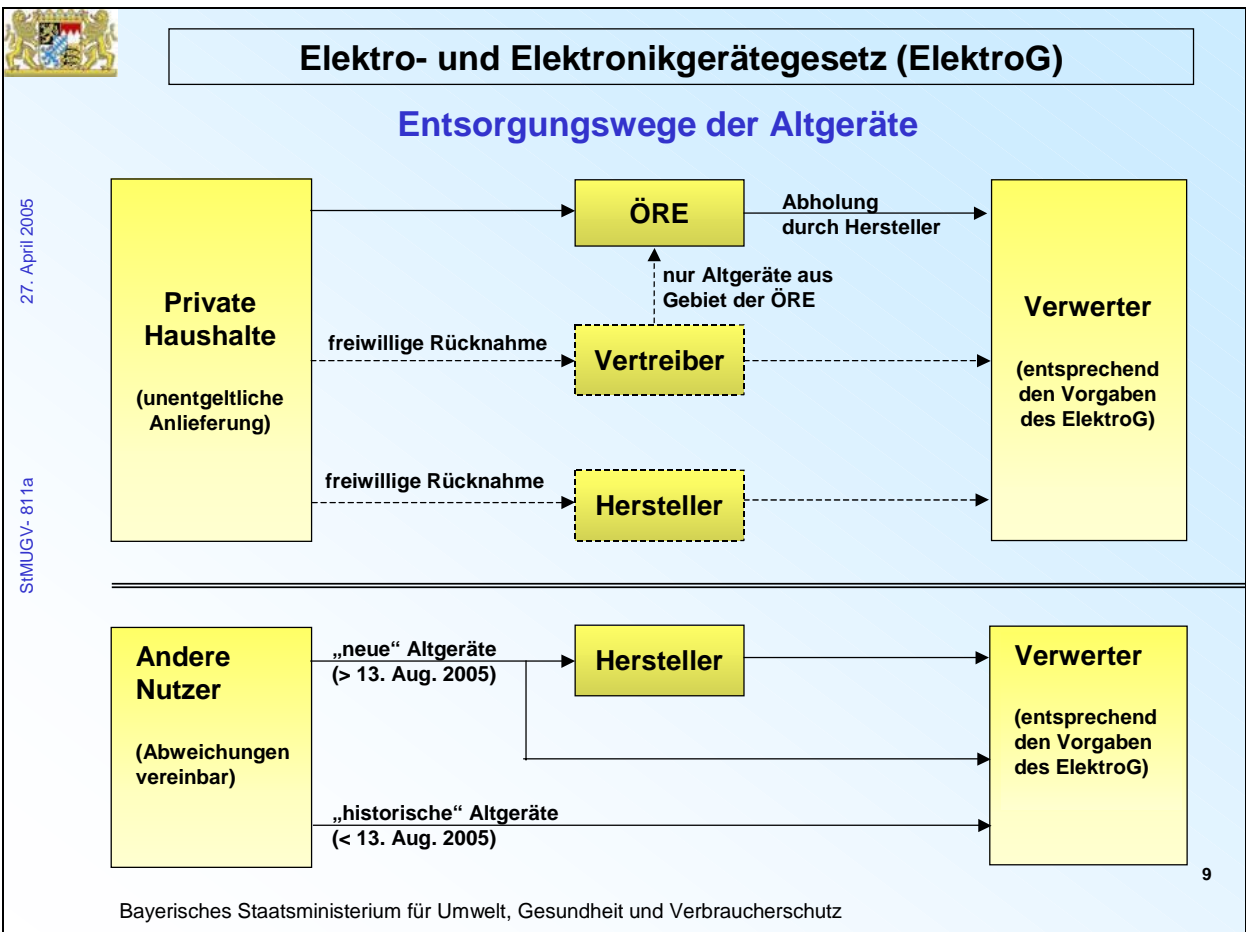 Elektro- und Elektronikgerätegesetz (ElektroG)
Entsorgungswege der Altgeräte
27. April 2005
StMUGV- 811a
Private
Haushalte
(unentgeltliche
Anlieferung)
ÖRE
Abholung
durch Hersteller
nur Altgeräte aus
Gebiet der ÖRE
freiwillige Rücknahme
Vertreiber
freiwillige Rücknahme
Hersteller
Verwerter
(entsprechend
den Vorgaben
des ElektroG)
Andere
Nutzer
(Abweichungen
vereinbar)
„neue“ Altgeräte
(> 13. Aug. 2005)
Hersteller
„historische“ Altgeräte
(< 13. Aug. 2005)
Verwerter
(entsprechend
den Vorgaben
des ElektroG)
9
Bayerisches Staatsministerium für Umwelt, Gesundheit und Verbraucherschutz